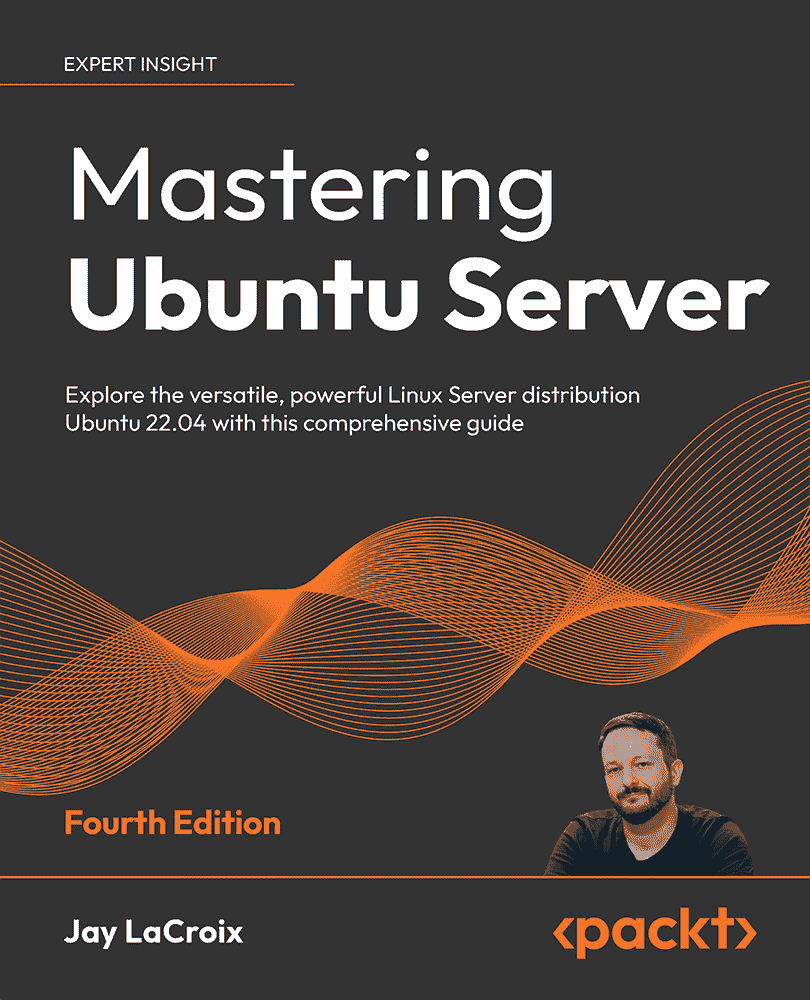 EXPERT INSIGHT
Mastering
Ubuntu Server
Explore the versatile, powerful Linux Server distribution
Ubuntu 22.04 with this comprehensive guide
Fourth Edition
Jay LaCroix
<packt>